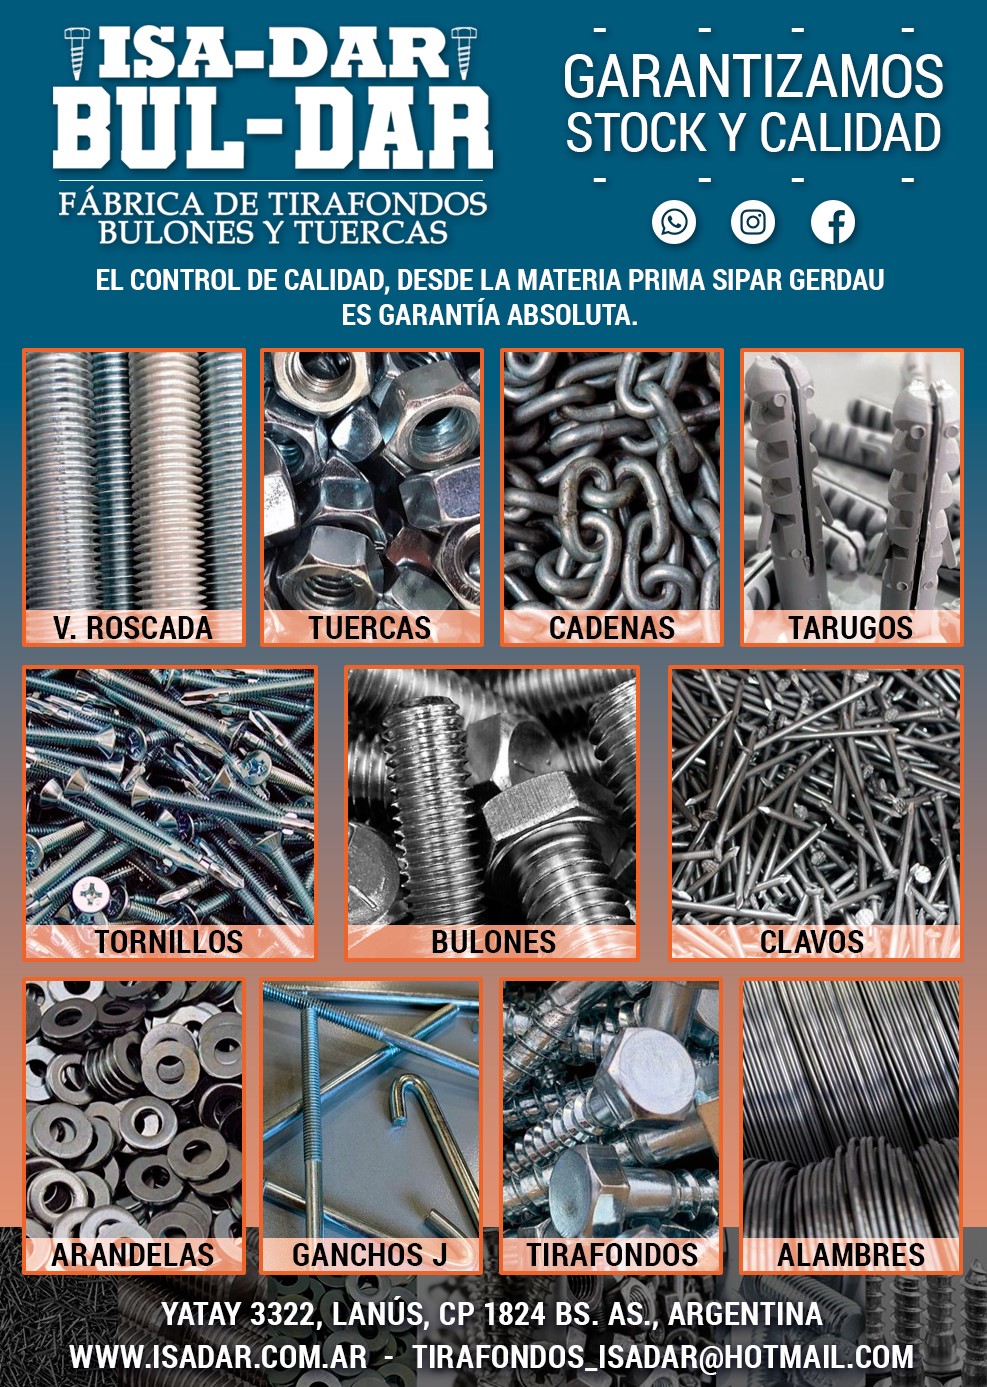 ISA-DAR
BUL-DAR
FÁBRICA DE TIRAFONDOS
BULONES Y TUERCAS
GARANTIZAMOS
STOCK Y CALIDAD
EL CONTROL DE CALIDAD, DESDE LA MATERIA PRIMA SIPAR GERDAU
ES GARANTÍA ABSOLUTA.
V. ROSCADA
TUERCAS
CADENAS
TARUGOS
TORNILLOS
BULONES
CLAVOS
ARANDELAS
GANCHOS J
TIRAFONDOS
ALAMBRES
YATAY 3322, LANÚS, CP 1824 BS. AS., ARGENTINA
WWW.ISADAR.COM.AR - TIRAFONDOS_ISADAR@HOTMAIL.COM